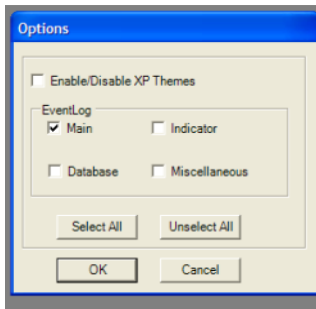 Options
Enable/Disable XP Themes
EventLog
Main Indicator
Database Miscellaneous
Select All Unselect All
OK Cancel